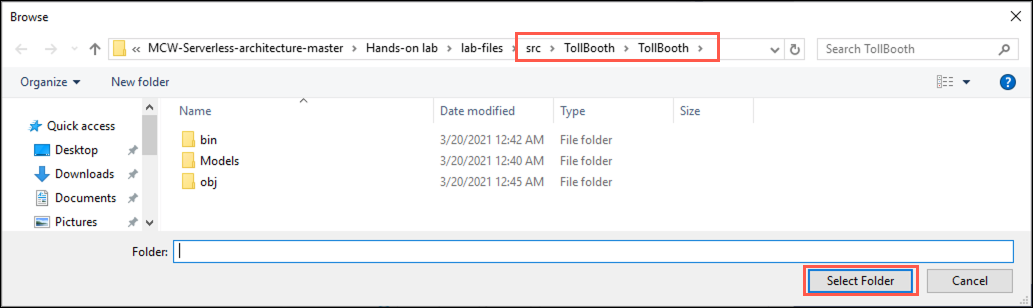 Browse
« MCW-Serverless-architecture-master > Hands-on lab > lab-files > src > TollBooth > TollBooth >
Search TollBooth
Organize
New folder
?
Name Date modified Type Size
Quick access
Desktop
Downloads
Documents
Pictures
bin 3/20/2021 12:42 AM File folder
Models 3/20/2021 12:40 AM File folder
obj 3/20/2021 12:45 AM File folder
Folder:
Select Folder Cancel